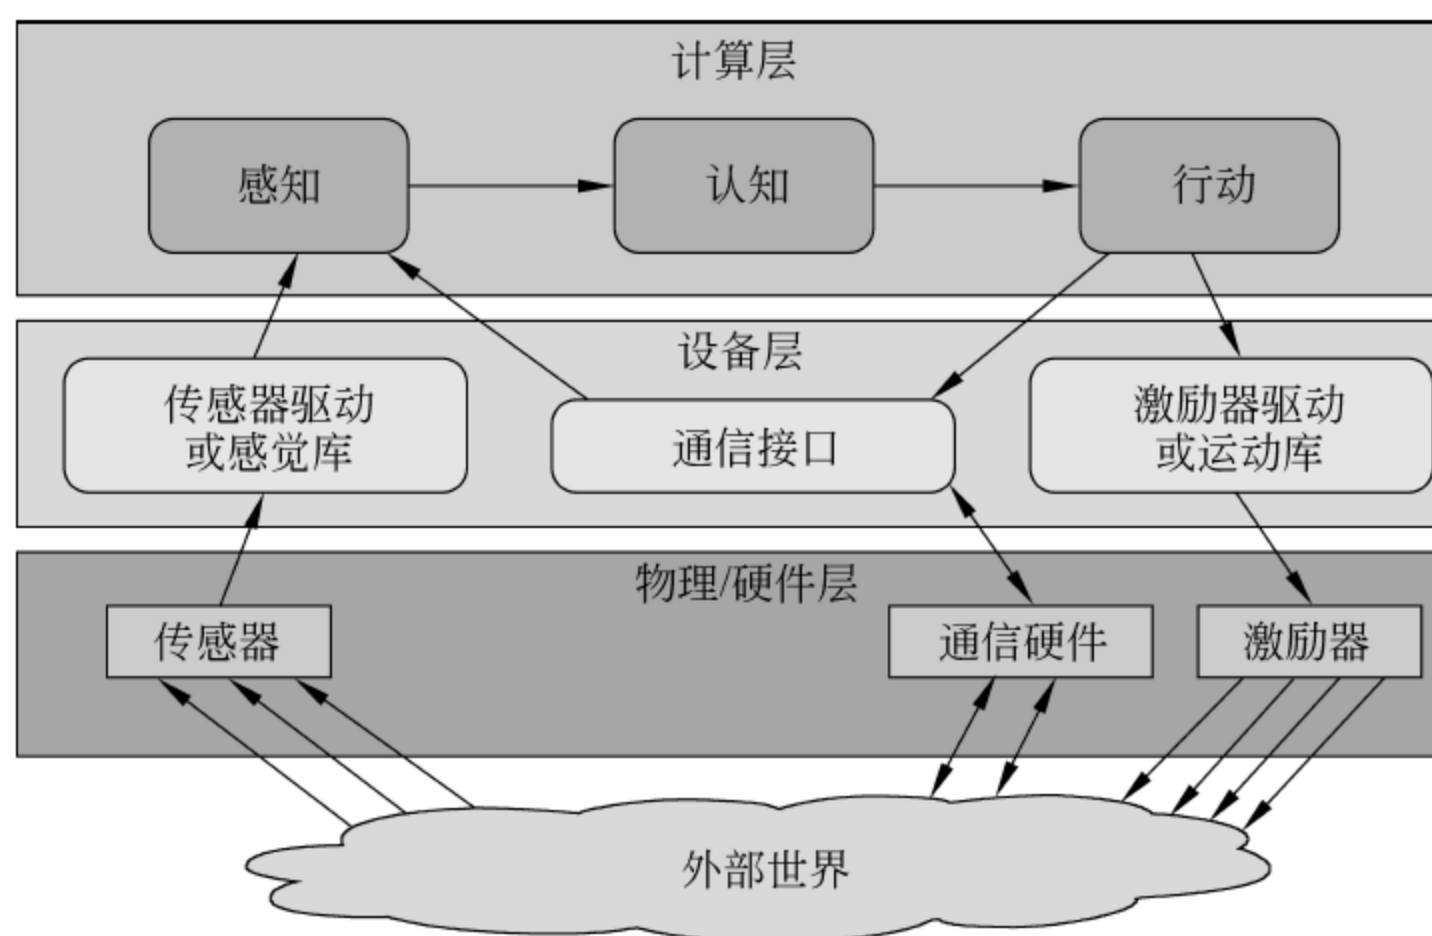 计算层
感知
认知
行动
设备层
传感器驱动
或感觉库
通信接口
激励器驱动
或运动库
物理/硬件层
传感器
通信硬件
激励器
外部世界